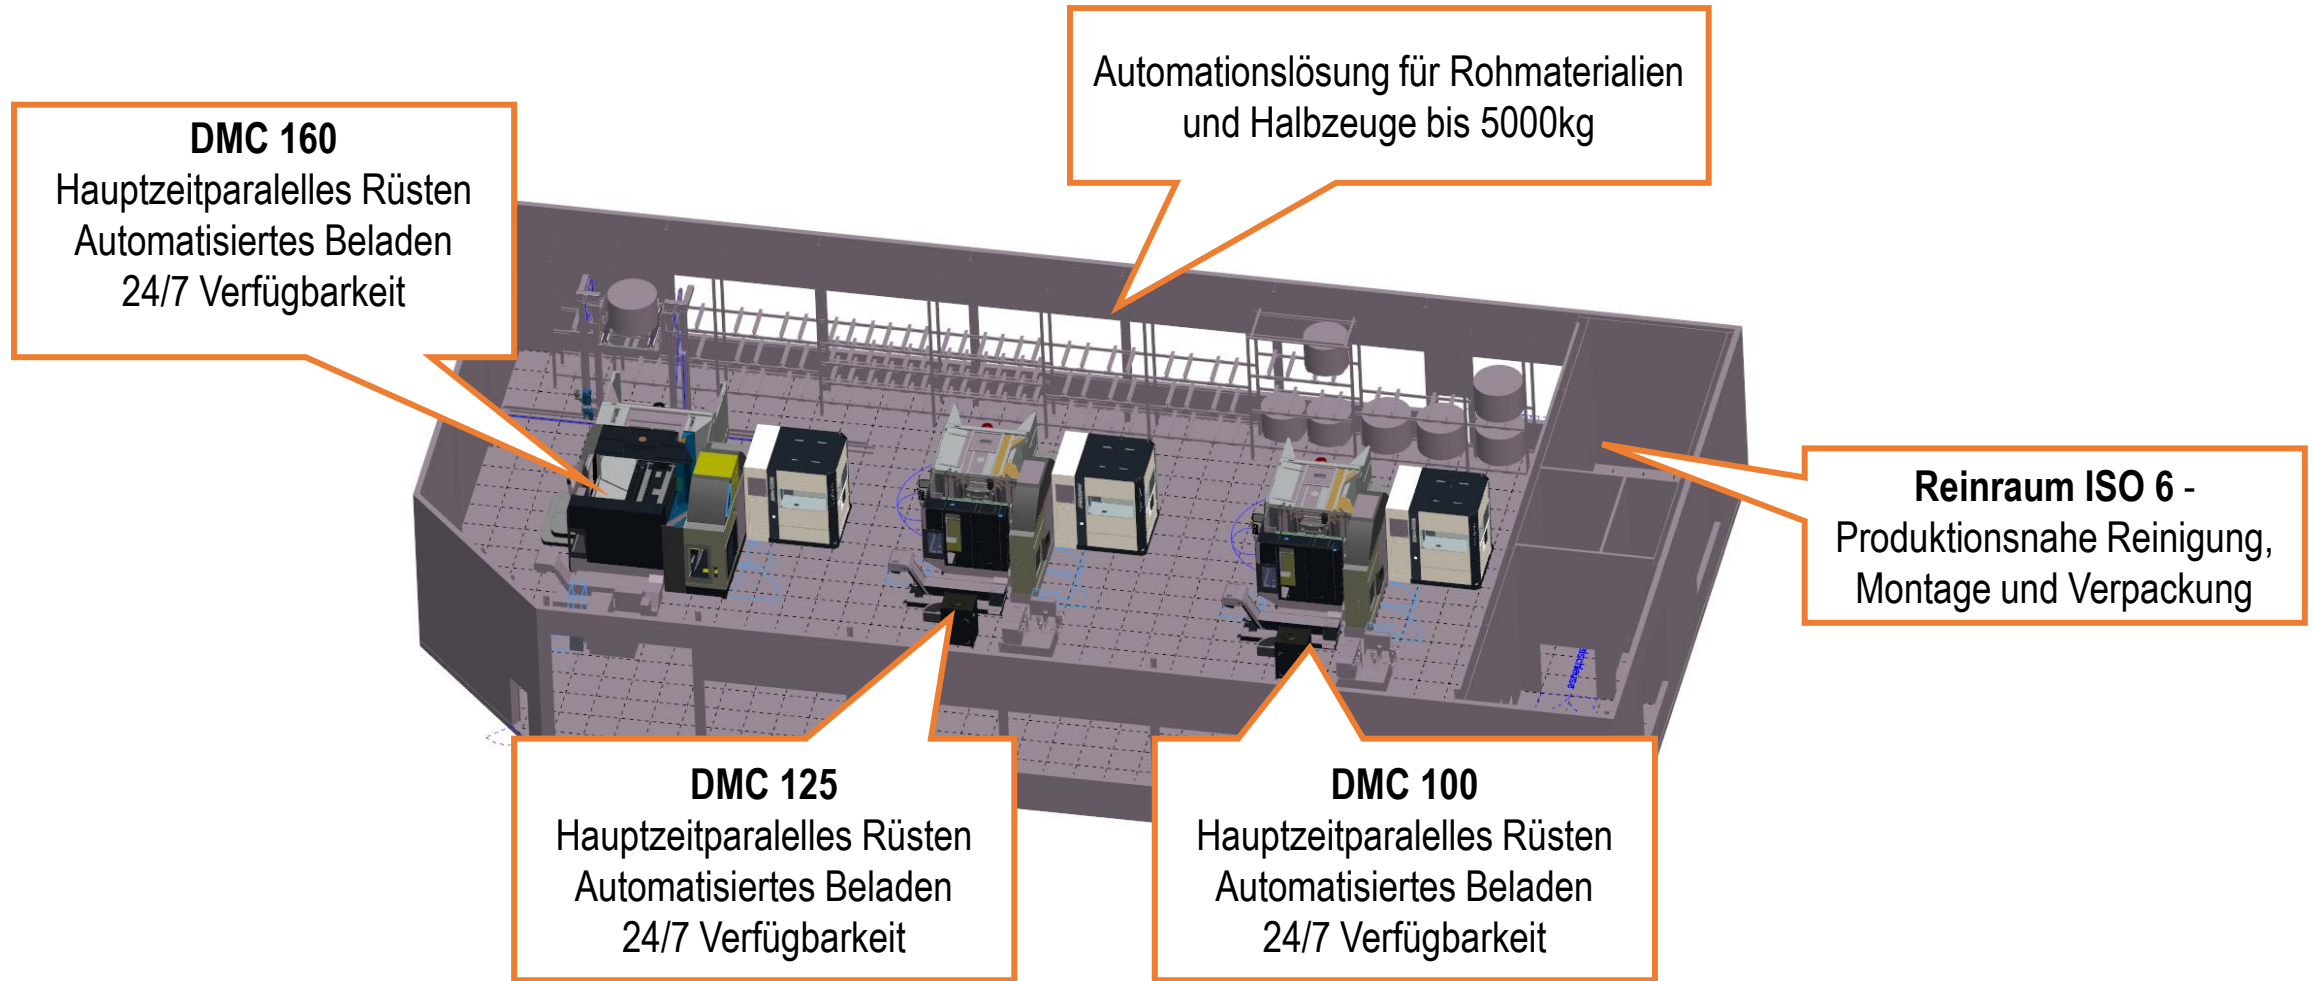 Automationslösung für Rohmaterialien
und Halbzeuge bis 5000kg
DMC 160
Hauptzeitparalelles Rüsten
Automatisiertes Beladen
24/7 Verfügbarkeit
Reinraum ISO 6 -
Produktionsnahe Reinigung,
Montage und Verpackung
DMC 125
Hauptzeitparalelles Rüsten
Automatisiertes Beladen
24/7 Verfügbarkeit
DMC 100
Hauptzeitparalelles Rüsten
Automatisiertes Beladen
24/7 Verfügbarkeit